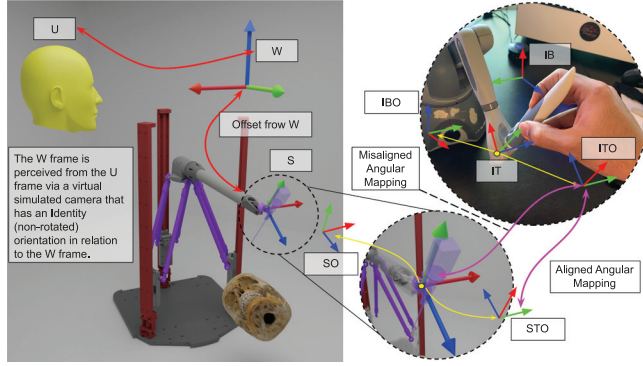 U
W
IB
IBO
Offset frow W
S
ITO
IT
The W frame is
perceived from the U
frame via a virtual
simulated camera that
has an Identity
(non-rotated)
orientation in relation
to the W frame.
Misaligned
Angular
Mapping
SO
Aligned Angular
Mapping
STO